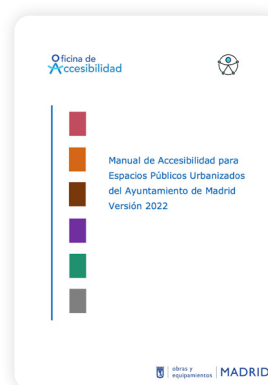 Oficina de
Accesibilidad
Manual de Accesibilidad para
Espacios Públicos Urbanizados
del Ayuntamiento de Madrid
Versión 2022
obras y
equipamientos
MADRID